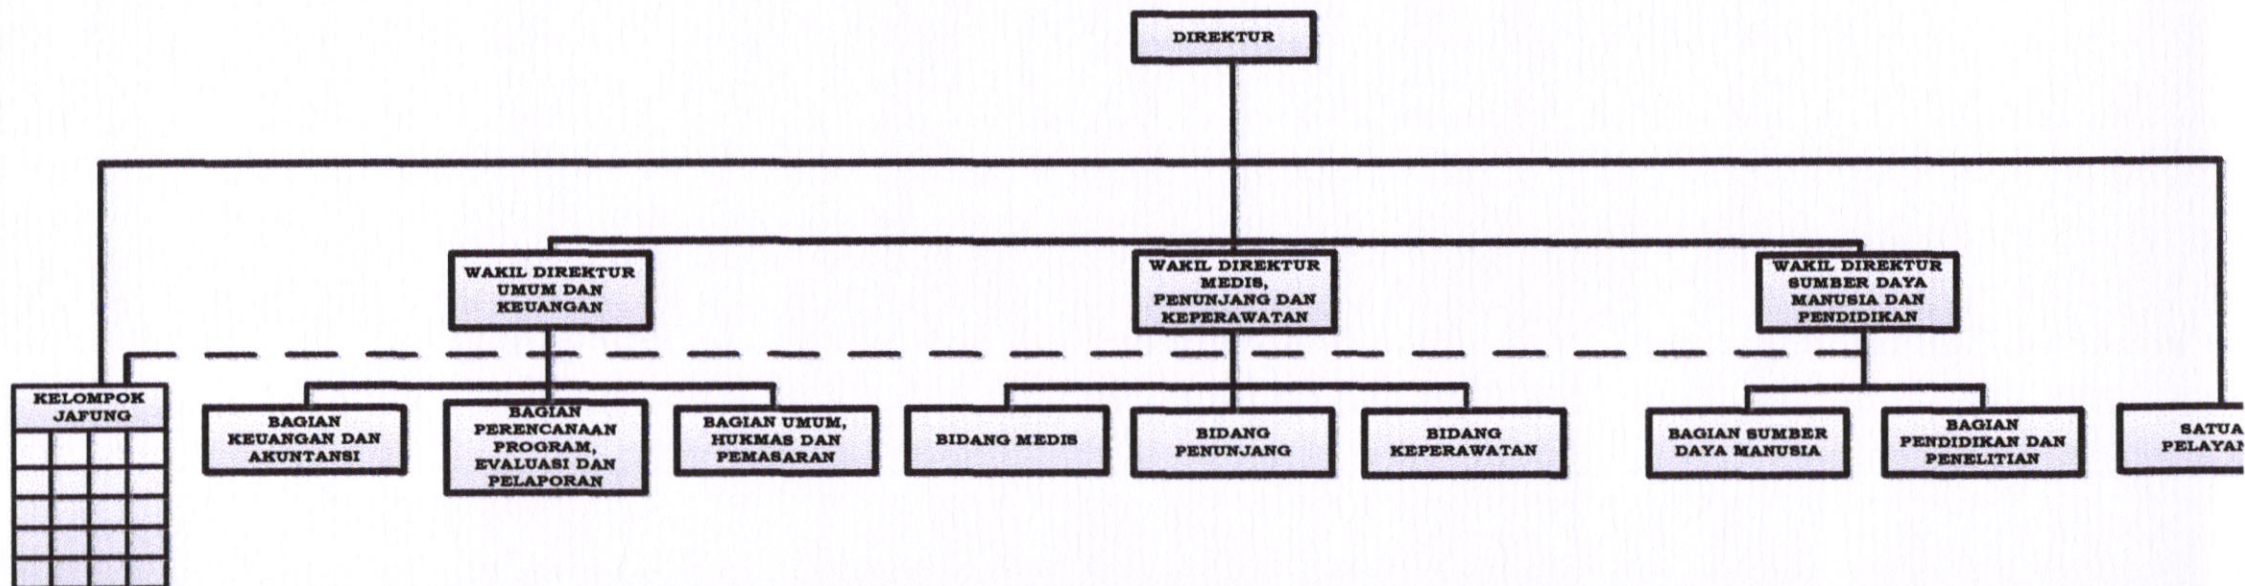 DIREKTUR
WAKIL DIREKTUR
UMUM DAN
KEUANGAN
WAKIL DIREKTUR
MEDIS,
PENUNJANG DAN
KEPERAWATAN
WAKIL DIREKTUR
SUMBER DAYA
MANUSIA DAN
PENDIDIKAN
KELOMPOK
JAFUNG
BAGIAN
KEUANGAN DAN
AKUNTANSI
BAGIAN
PERENCANAAN
PROGRAM,
EVALUASI DAN
PELAPORAN
BAGIAN UMUM,
HUKMAS DAN
PEMASARAN
BIDANG MEDIS
BIDANG
PENUNJANG
BIDANG
KEPERAWATAN
BAGIAN SUMBER
DAYA MANUSIA
BAGIAN
PENDIDIKAN DAN
PENELITIAN